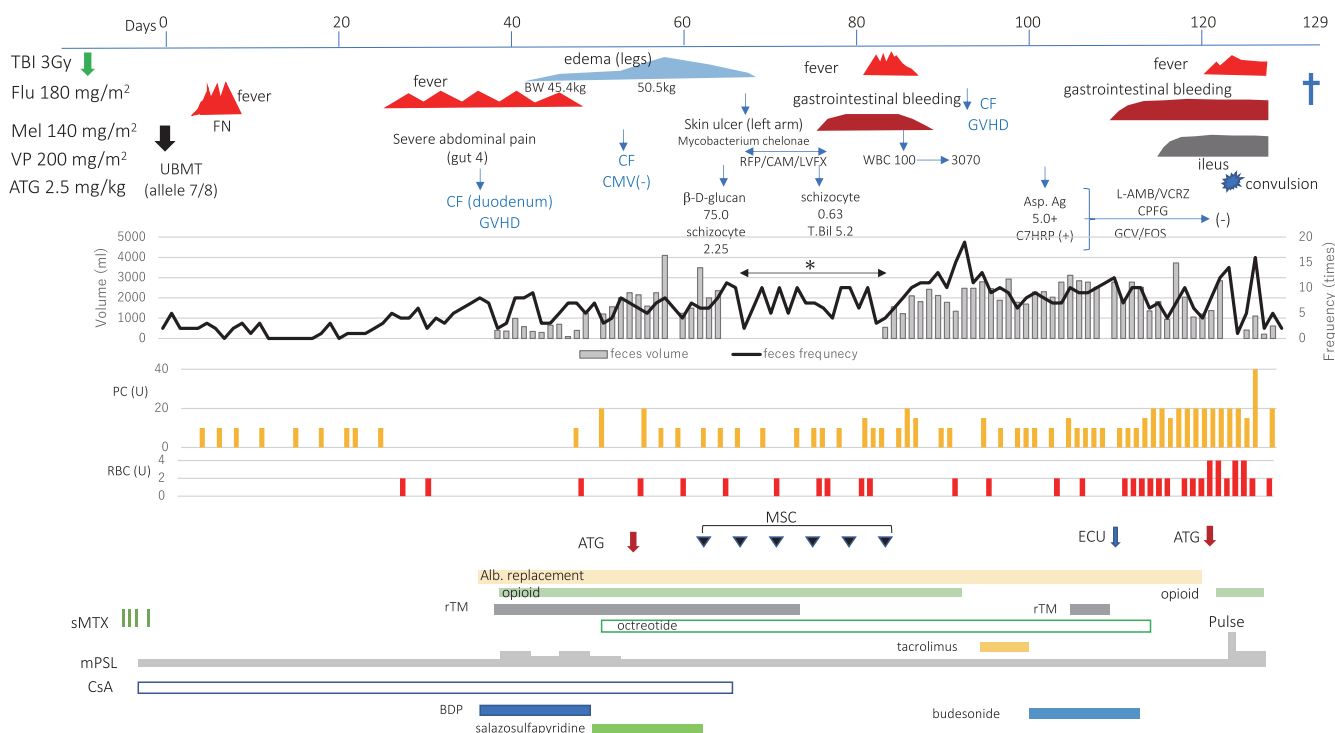 Days 0 20 40 60 80 100 120 129
TBI 3Gy
Flu 180 mg/m2
Mel 140 mg/m2
VP 200 mg/m2
ATG 2.5 mg/kg
UBMT
(allele 7/8)
fever
FN
fever
Severe abdominal pain
(gut 4)
CF (duodenum)
GVHD
edema (legs)
BW 45.4kg 50.5kg
CF
CMV(-)
Skin ulcer (left arm)
Mycobacterium chelonae
RFP/CAM/LVFX
β-D-glucan
75.0
schizocyte
2.25
schizocyte
0.63
T.Bil 5.2
fever
gastrointestinal bleeding
WBC 100 3070
CF
GVHD
Asp. Ag
5.0+
C7HRP (+)
L-AMB/VCRZ
CPFG
GCV/FOS
(-)
fever
gastrointestinal bleeding
ileus
convulsion
Volume (ml)
5000
4000
3000
2000
1000
0
*
20
15
10
5
0
Frequency (times)
feces volume feces frequnecy
PC (U)
40
20
0
RBC (U)
4
2
0
MSC
ATG
ECU
ATG
Alb. replacement
opioid
opioid
rTM
rTM
sMTX
octreotide
Pulse
tacrolimus
mPSL
CsA
BDP
budesonide
salazosulfapyridine